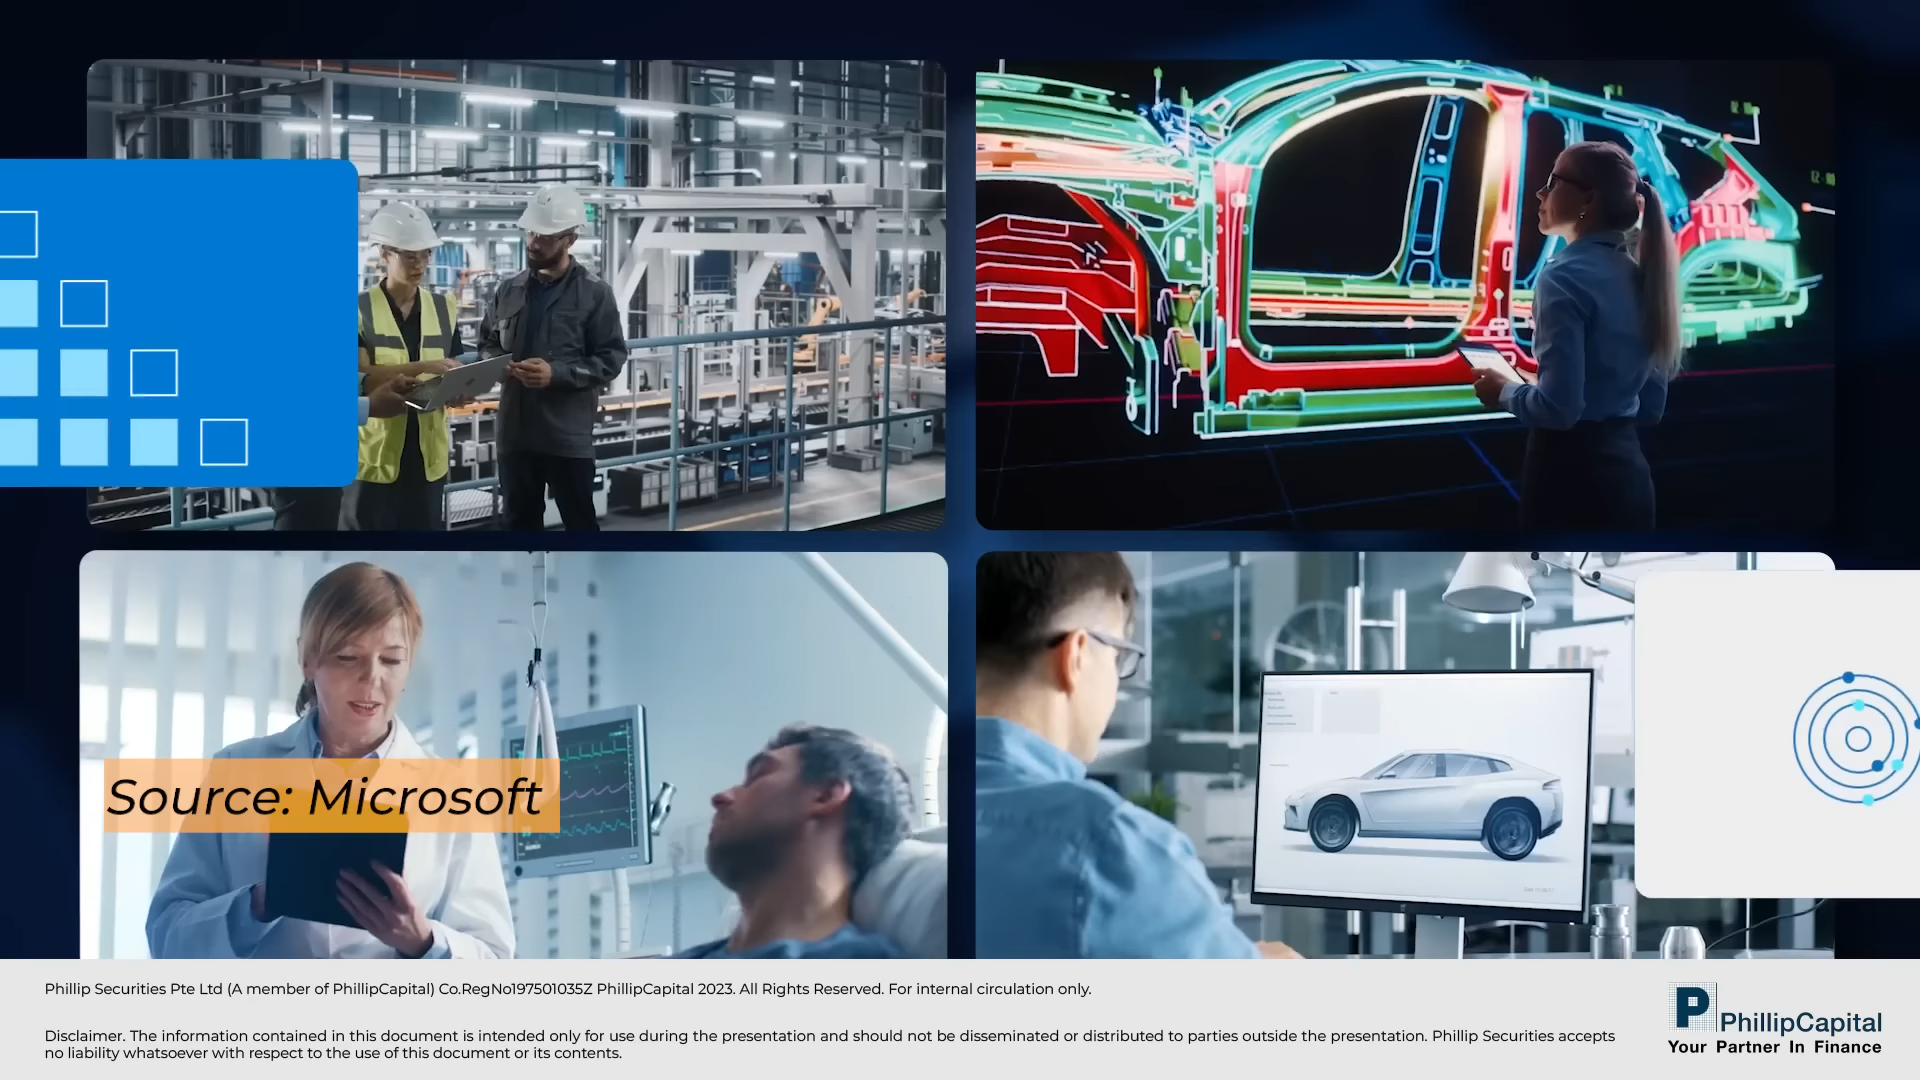 Source: Microsoft
Phillip Securities Pte Ltd (A member of PhillipCapital) Co.RegNo197501035Z PhillipCapital 2023. All Rights Reserved. For internal circulation only.
Disclaimer. The information contained in this document is intended only for use during the presentation and should not be disseminated or distributed to parties outside the presentation. Phillip Securities accepts
no liability whatsoever with respect to the use of this document or its contents.
P PhillipCapital
Your Partner In Finance